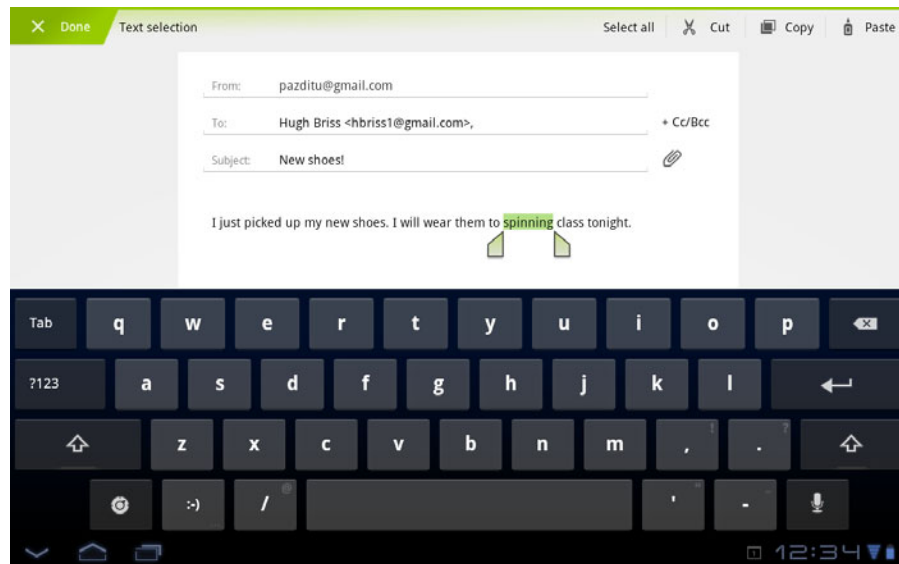 Done Text selection Select all Cut Copy Paste
From: pazditu@gmail.com
To: Hugh Briss <hbriss1@gmail.com>, + Cc/Bcc
Subject: New shoes!
I just picked up my new shoes. I will wear them to spinning class tonight.
Tab q w e r t y u i o p
?123 a s d f g h j k l
z x c v b n m , ! . ?
:-) / @ ' " - _
1 12:34